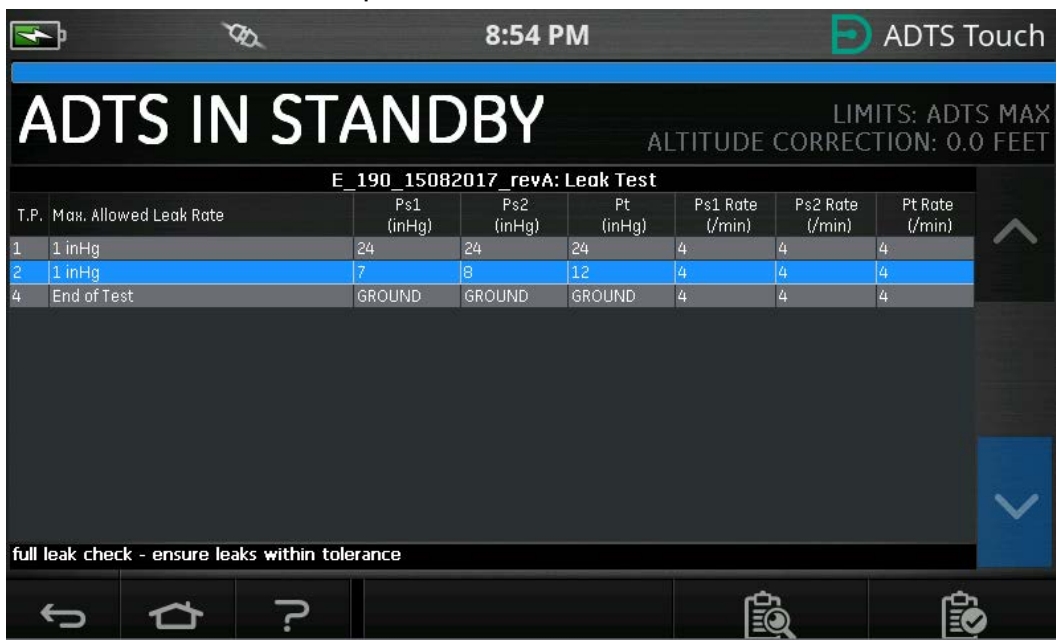 8:54 PM
ADTS Touch
ADTS IN STANDBY
LIMITS: ADTS MAX
ALTITUDE CORRECTION: 0.0 FEET
E_190_15082017_revA: Leak Test
T.P. Max. Allowed Leak Rate Ps1 (inHg) Ps2 (inHg) Pt (inHg) Ps1 Rate (/min) Ps2 Rate (/min) Pt Rate (/min)
1 1 inHg 24 24 24 4 4 4
2 1 inHg 7 8 12 4 4 4
4 End of Test GROUND GROUND GROUND 4 4 4
full leak check - ensure leaks within tolerance
?